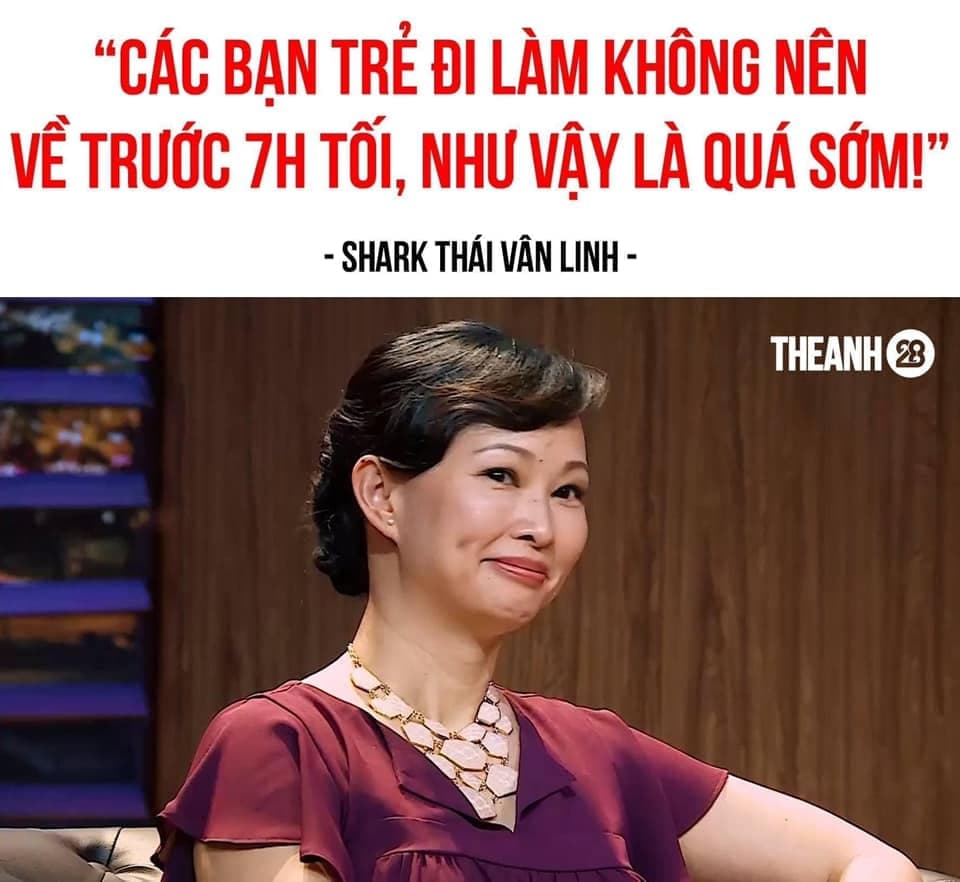 “CÁC BẠN TRẺ ĐI LÀM KHÔNG NÊN
VỀ TRƯỚC 7H TỐI, NHƯ VẬY LÀ QUÁ SỚM!”
- SHARK THÁI VÂN LINH -
THEANH 28